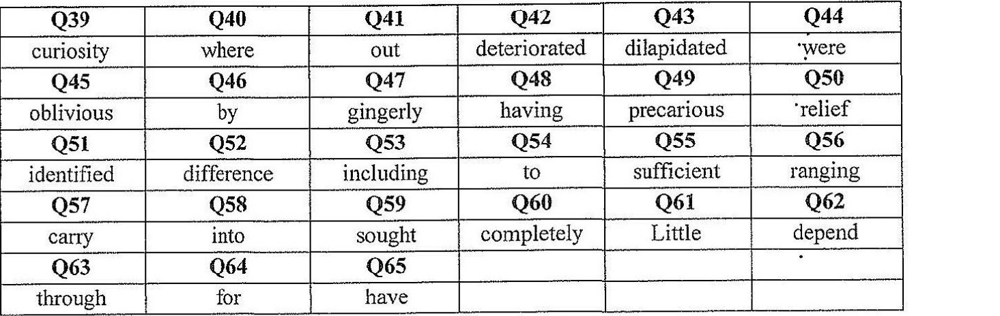 Q39 Q40 Q41 Q42 Q43 Q44
curiosity where out deteriorated dilapidated were
Q45 Q46 Q47 Q48 Q49 Q50
oblivious by gingerly having precarious relief
Q51 Q52 Q53 Q54 Q55 Q56
identified difference including to sufficient ranging
Q57 Q58 Q59 Q60 Q61 Q62
carry into sought completely Little depend
Q63 Q64 Q65
through for have